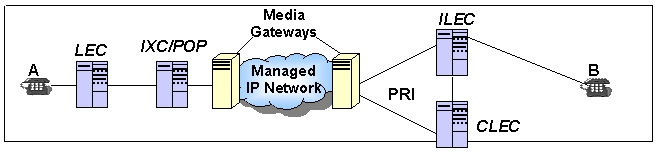 Media
Gateways
ILEC
LEC
IXC/POP
A
Managed
IP Network
B
PRI
CLEC